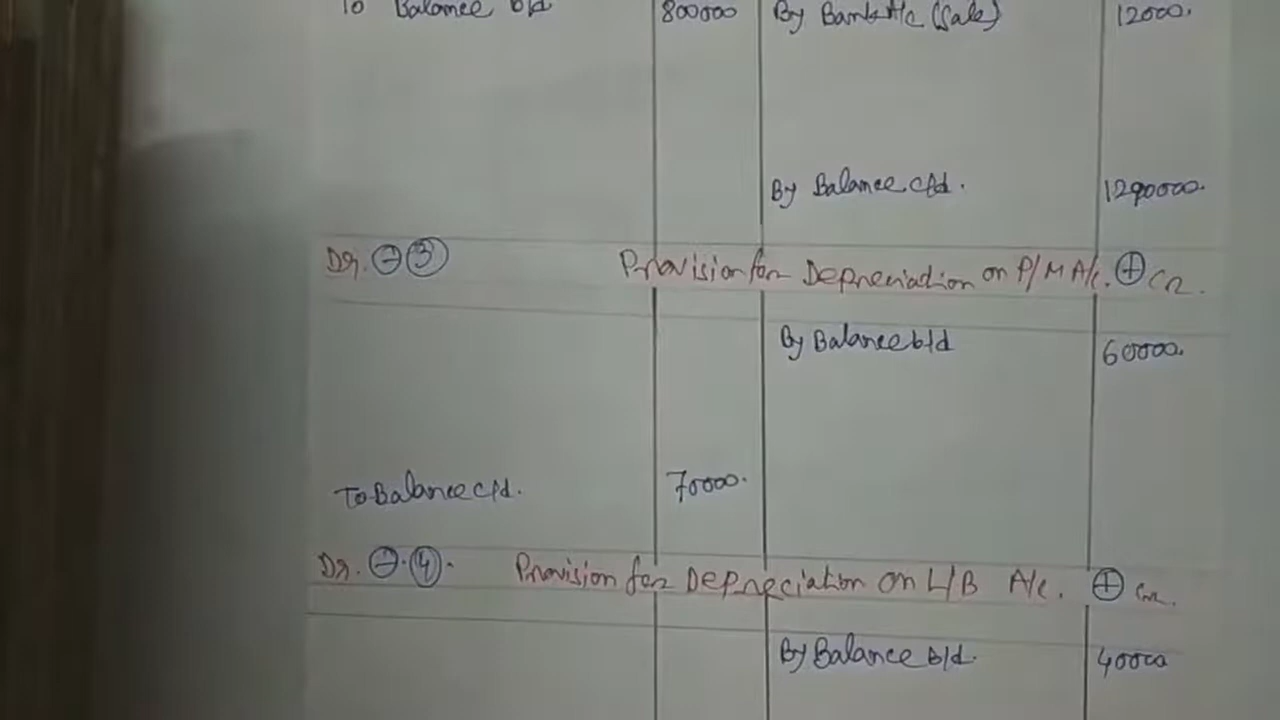 To Balance b/d 800000 By Bank A/c (Sale) 12000.
By Balance c/d. 1290000.
Dr. - 3 Provision for Depreciation on P/M A/c. + Cr.
By Balance b/d 60000.
To Balance c/d. 70000.
Dr. - 4. Provision for Depreciation on L/B A/c. + Cr.
By Balance b/d. 40000